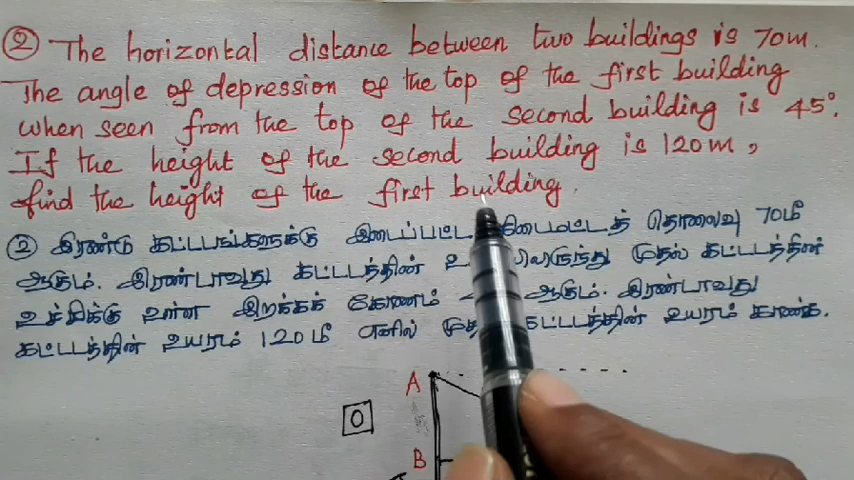 ② The horizontal distance between two buildings is 70m.
The angle of depression of the top of the first building
when seen from the top of the second building is 45°.
If the height of the second building is 120m,
find the height of the first building.
② இரண்டு கட்டடங்களுக்கு இடைப்பட்ட கிடைமட்டத் தொலைவு 70மீ
ஆகும். இரண்டாவது கட்டடத்தின் முதல் கட்டடத்தின்
உச்சிக்கு உள்ள இறக்கக் கோணம் ஆகும். இரண்டாவது
கட்டடத்தின் உயரம் 120மீ எனில் கட்டடத்தின் உயரம் காண்க.
A
O
B